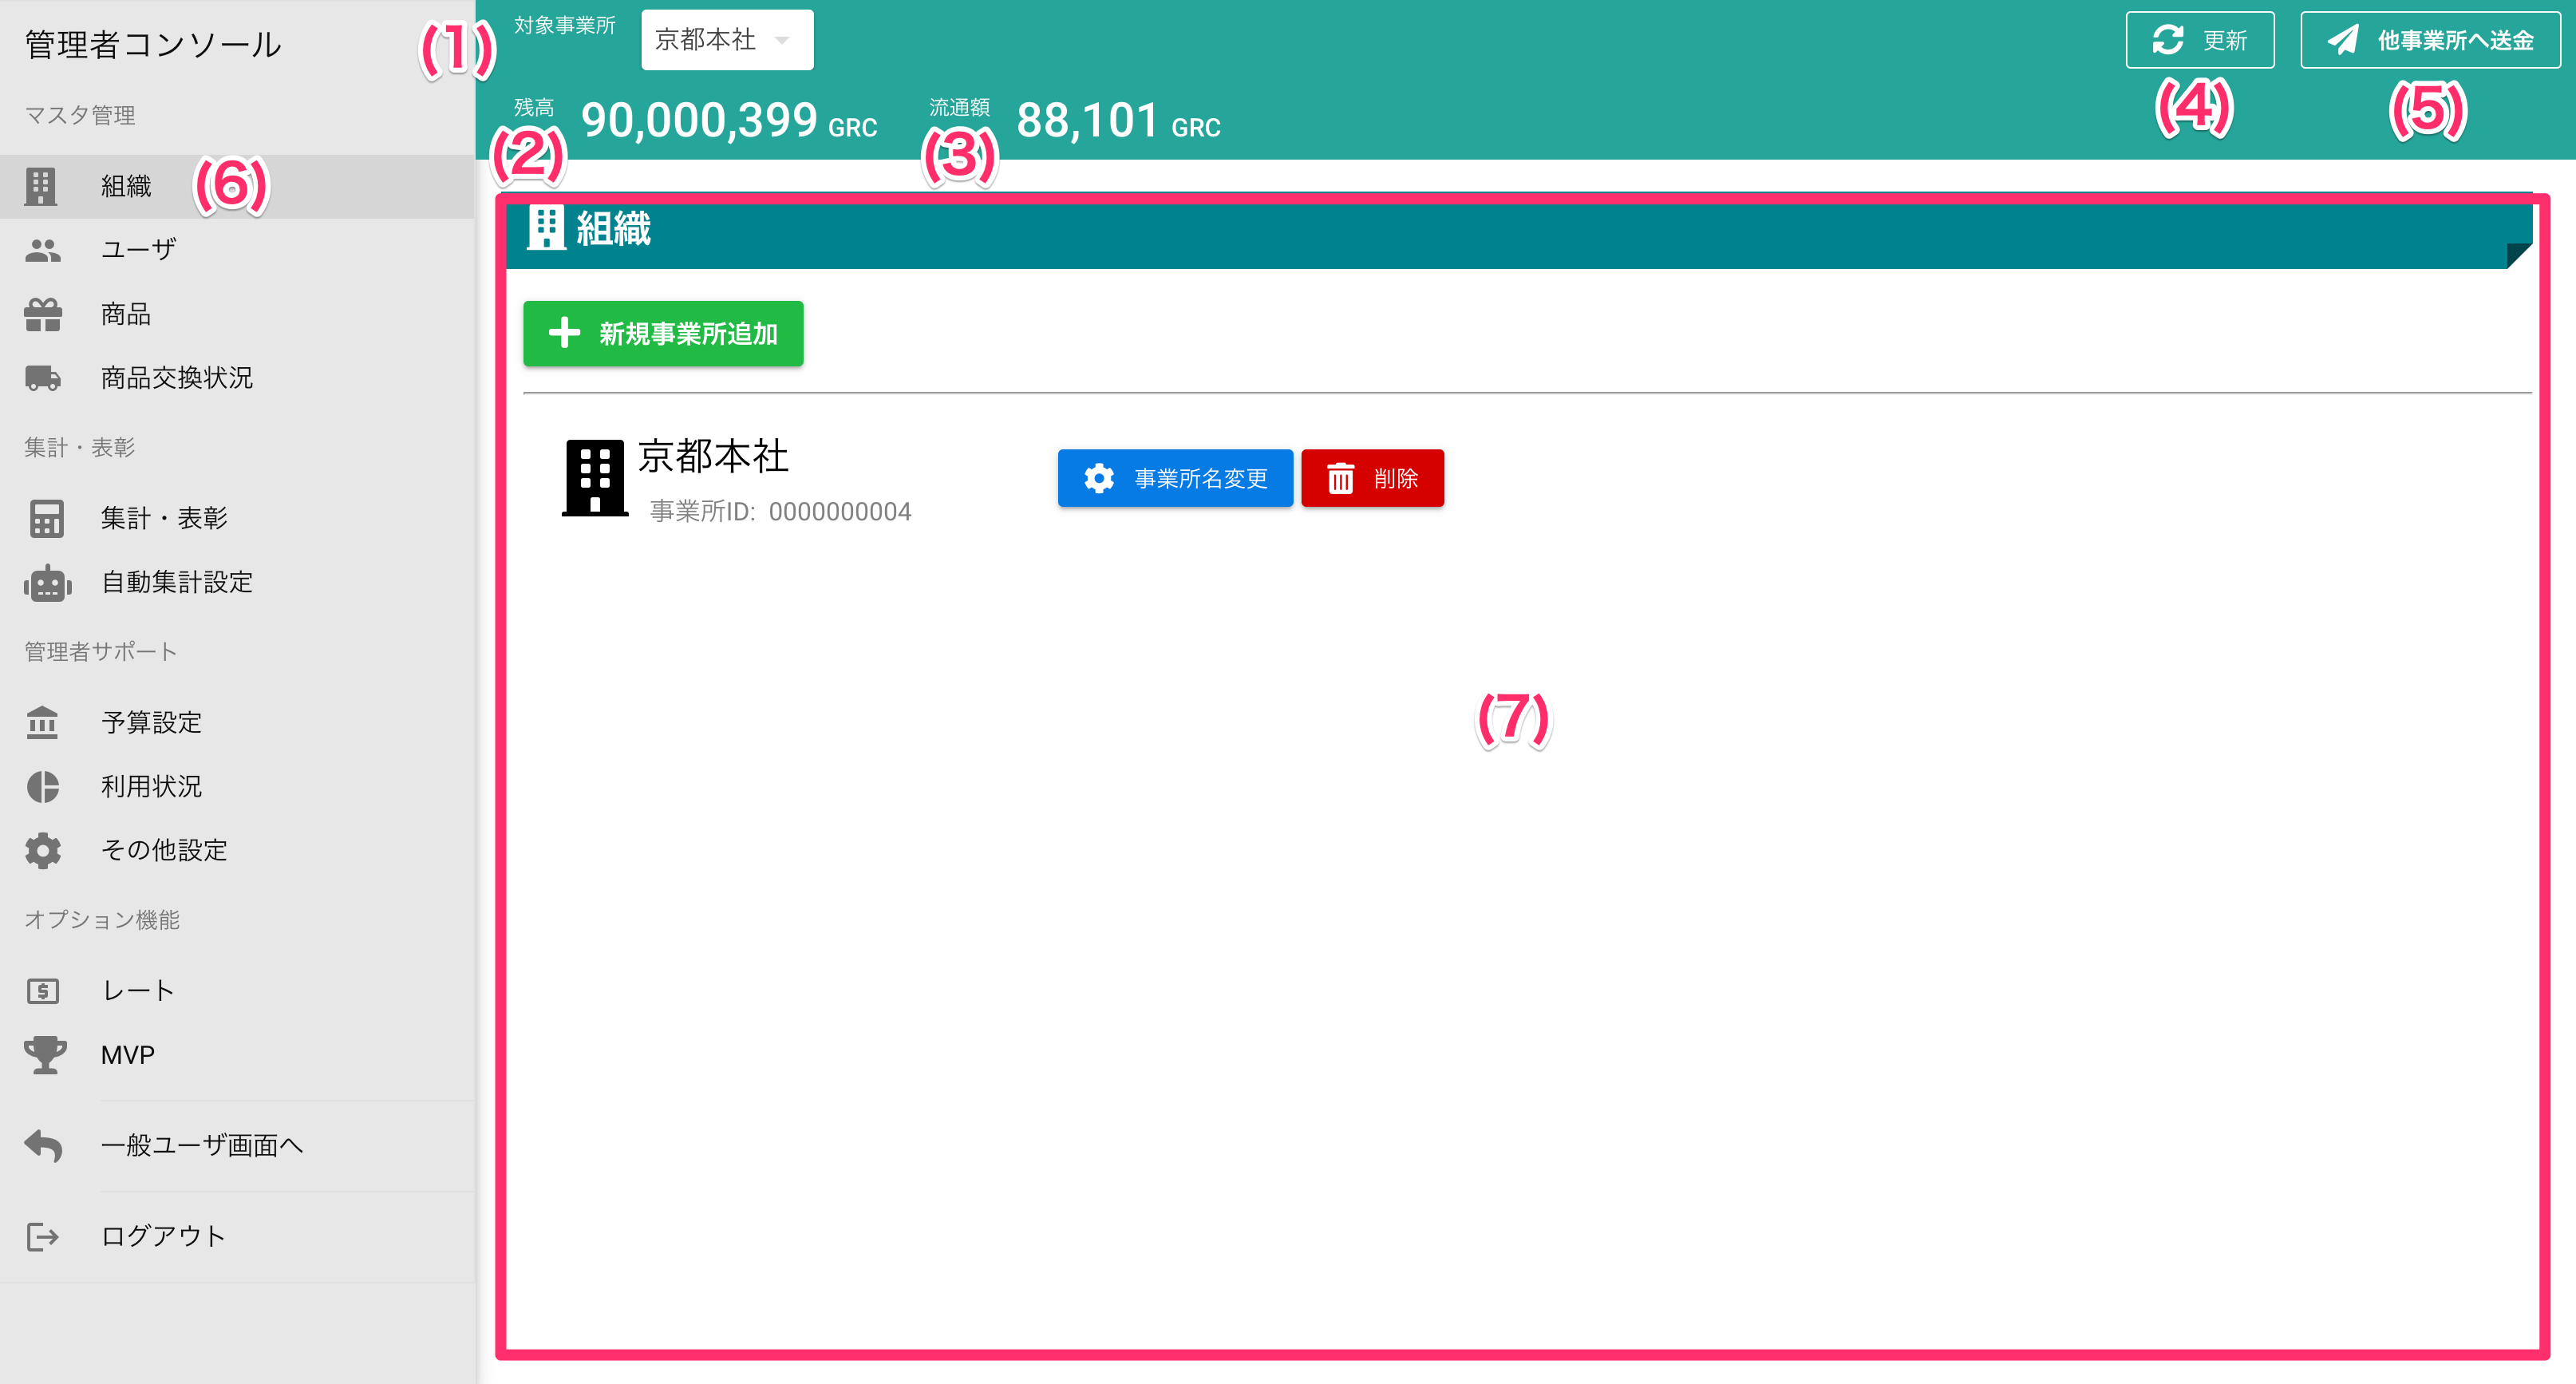 管理者コンソール
マスタ管理
組織 (6)
ユーザ
商品
商品交換状況
集計・表彰
集計・表彰
自動集計設定
管理者サポート
予算設定
利用状況
その他設定
オプション機能
レート
MVP
一般ユーザ画面へ
ログアウト
(1) 対象事業所 京都本社
更新 他事業所へ送金
(4) (5)
残高 90,000,399 GRC 流通額 88,101 GRC
(2) (3)
組織
新規事業所追加
京都本社
事業所ID: 0000000004
事業所名変更 削除
(7)